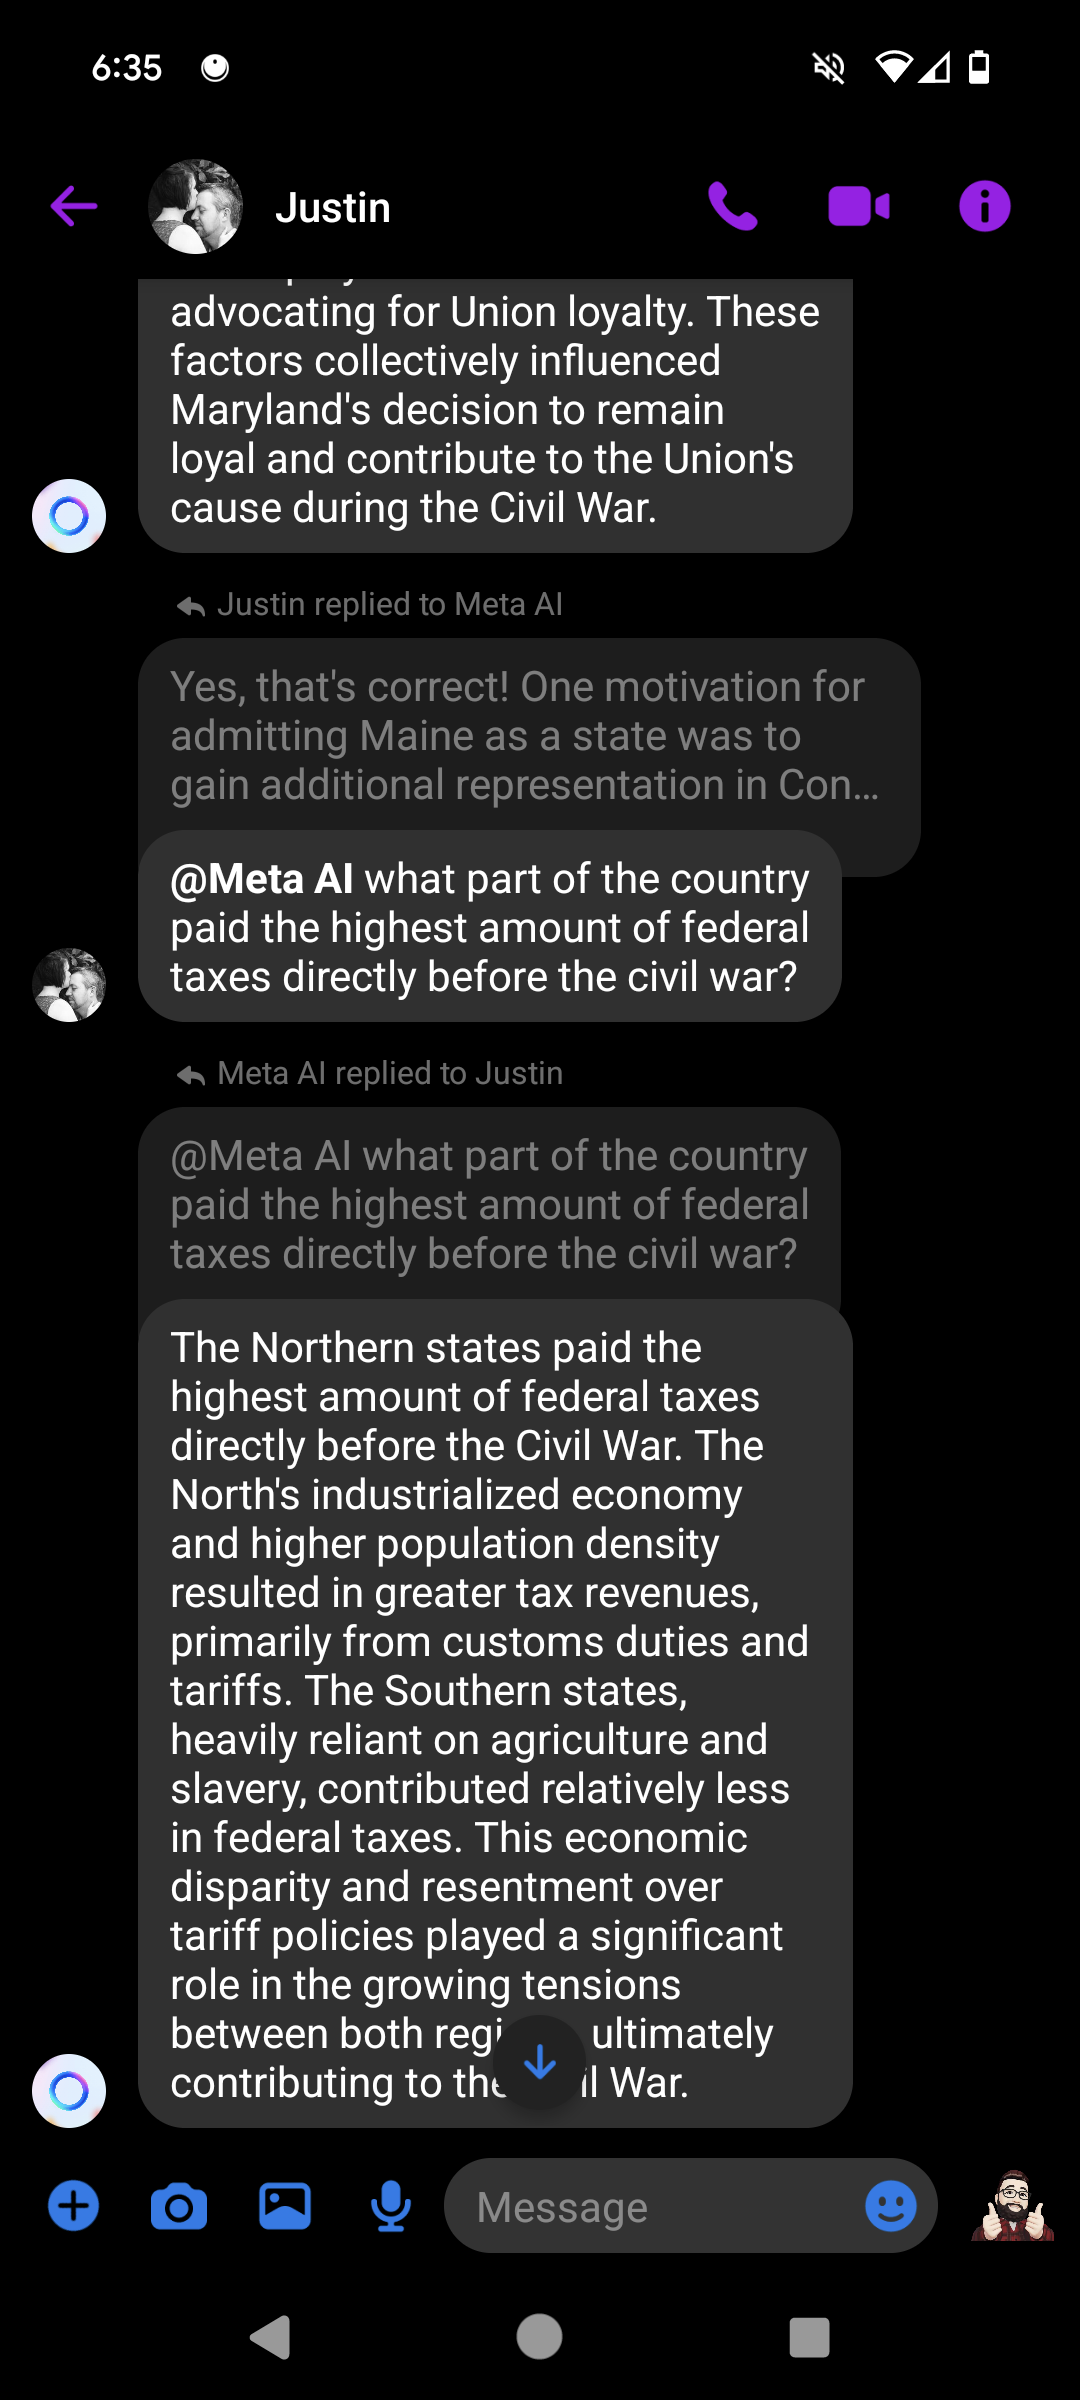 6:35
Justin
advocating for Union loyalty. These
factors collectively influenced
Maryland's decision to remain
loyal and contribute to the Union's
cause during the Civil War.
Justin replied to Meta AI
Yes, that's correct! One motivation for
admitting Maine as a state was to
gain additional representation in Con...
@Meta AI what part of the country
paid the highest amount of federal
taxes directly before the civil war?
Meta AI replied to Justin
@Meta AI what part of the country
paid the highest amount of federal
taxes directly before the civil war?
The Northern states paid the
highest amount of federal taxes
directly before the Civil War. The
North's industrialized economy
and higher population density
resulted in greater tax revenues,
primarily from customs duties and
tariffs. The Southern states,
heavily reliant on agriculture and
slavery, contributed relatively less
in federal taxes. This economic
disparity and resentment over
tariff policies played a significant
role in the growing tensions
between both ultimately
contributing to the War.
Message